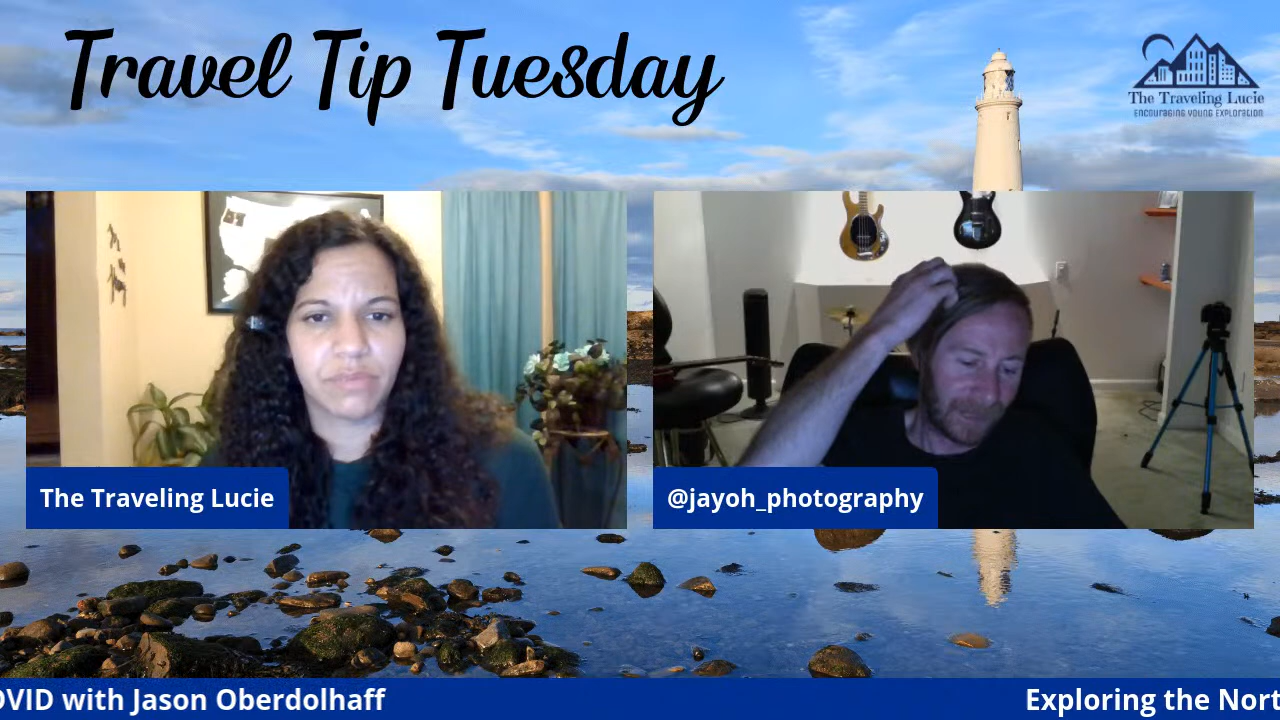 Travel Tip Tuesday
The Traveling Lucie
ENCOURAGING YOUNG EXPLORATION
The Traveling Lucie
@jayoh_photography
OVID with Jason Oberdolhaff
Exploring the Nort